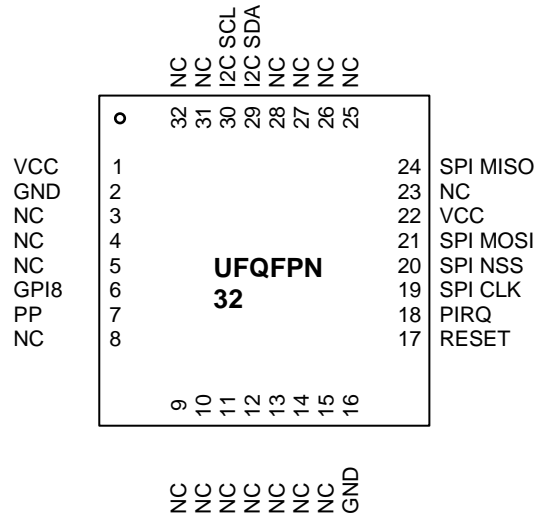 NC NC I2C SCL I2C SDA NC NC NC NC
32 31 30 29 28 27 26 25
VCC 1 24 SPI MISO
GND 2 23 NC
NC 3 22 VCC
NC 4 21 SPI MOSI
NC 5 20 SPI NSS
GPI8 6 19 SPI CLK
PP 7 18 PIRQ
NC 8 17 RESET
UFQFPN
32
9 10 11 12 13 14 15 16
NC NC NC NC NC NC NC GND